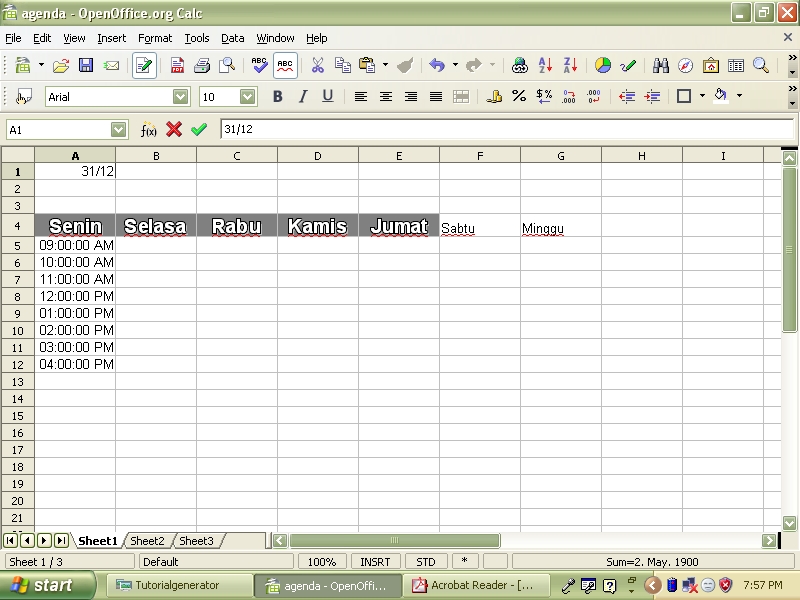 agenda - OpenOffice.org Calc
File Edit View Insert Format Tools Data Window Help
ABC ABC
Arial 10 B I U
A1 f(x) 31/12
A B C D E F G H I
1 31/12
2
3
4 Senin Selasa Rabu Kamis Jumat Sabtu Minggu
5 09:00:00 AM
6 10:00:00 AM
7 11:00:00 AM
8 12:00:00 PM
9 01:00:00 PM
10 02:00:00 PM
11 03:00:00 PM
12 04:00:00 PM
13
14
15
16
17
18
19
20
21
Sheet1 Sheet2 Sheet3
Sheet 1 / 3 Default 100% INSRT STD * Sum=2. May. 1900
start Tutorialgenerator agenda - OpenOffi... Acrobat Reader - [... 7:57 PM